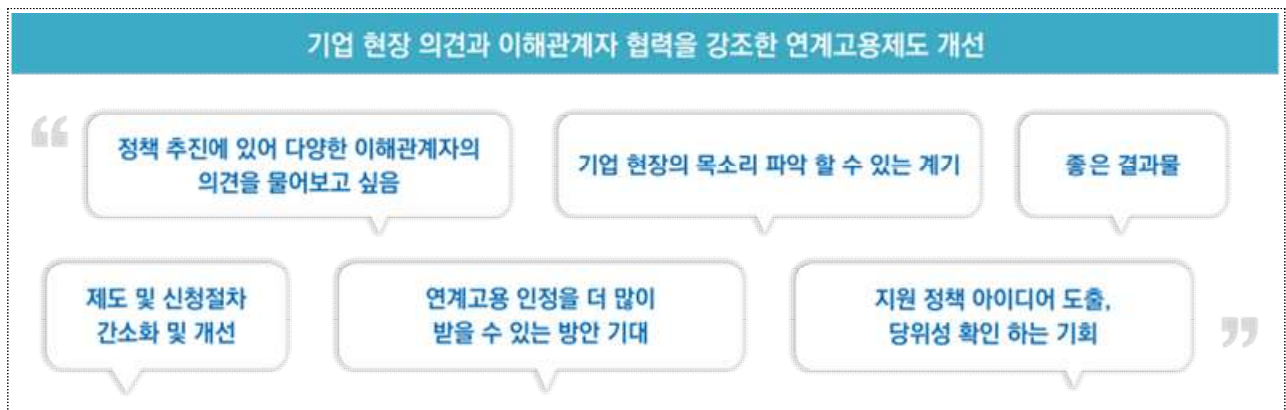 기업 현장 의견과 이해관계자 협력을 강조한 연계고용제도 개선
“
정책 추진에 있어 다양한 이해관계자의
의견을 물어보고 싶음
기업 현장의 목소리 파악 할 수 있는 계기
좋은 결과물
제도 및 신청절차
간소화 및 개선
연계고용 인정을 더 많이
받을 수 있는 방안 기대
지원 정책 아이디어 도출,
당위성 확인 하는 기회
”